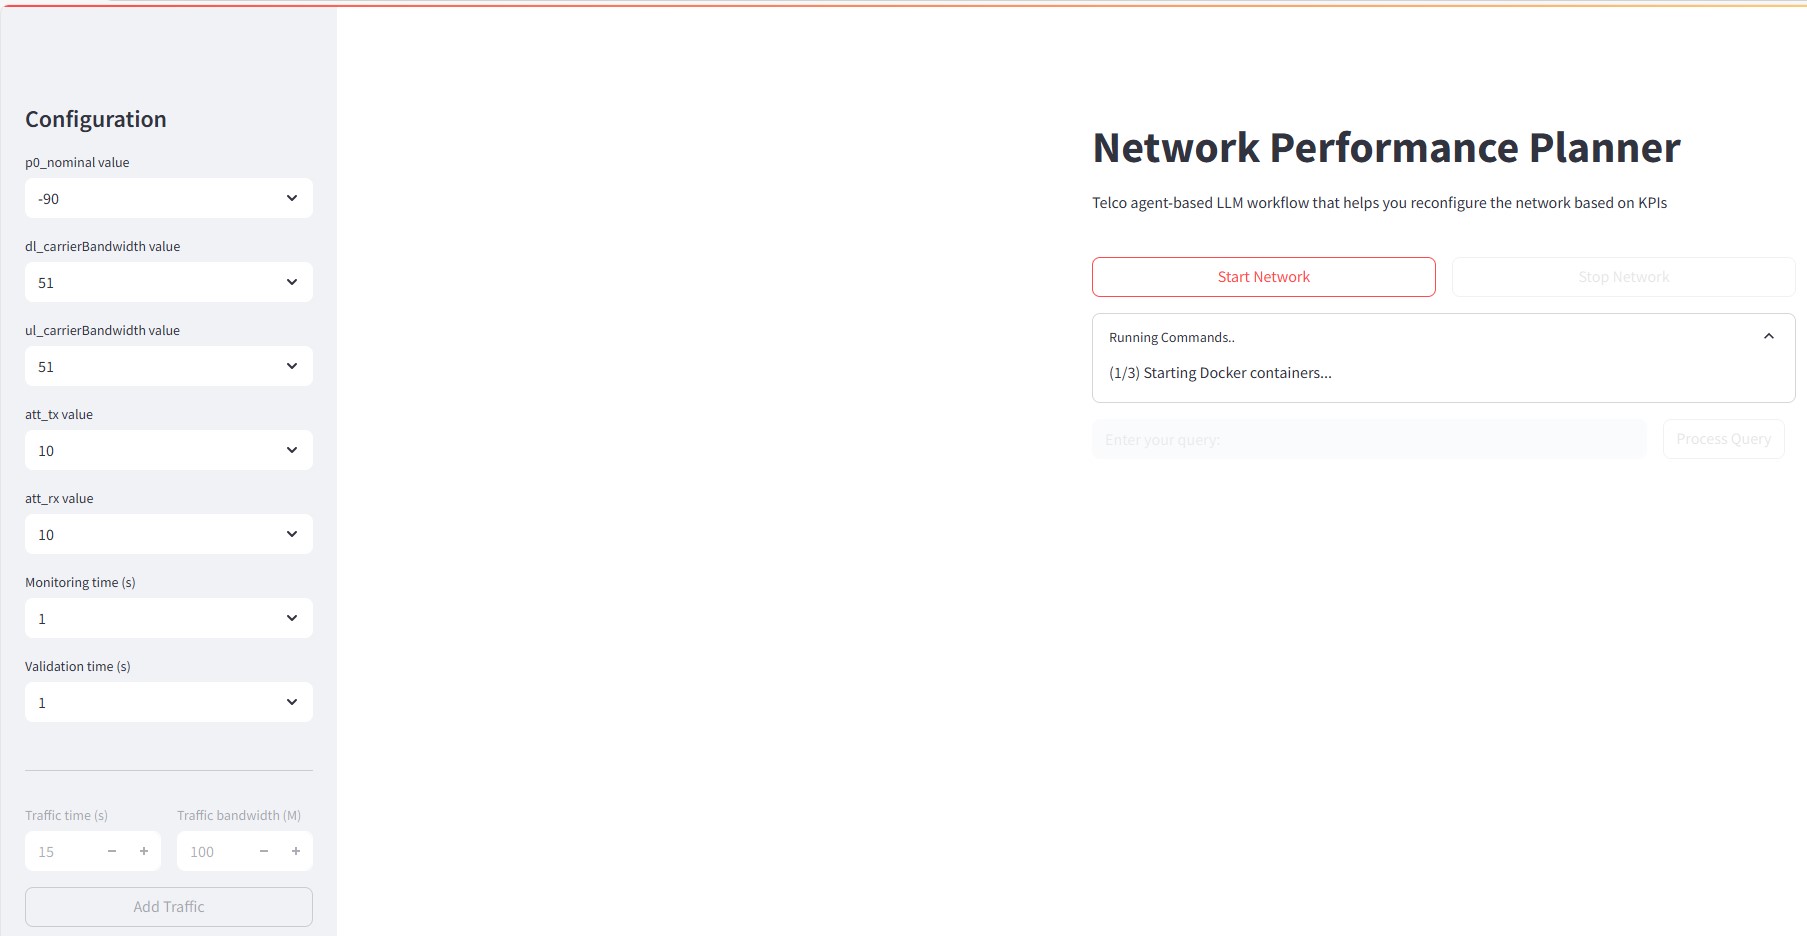 Configuration
p0_nominal value
-90
dl_carrierBandwidth value
51
ul_carrierBandwidth value
51
att_tx value
10
att_rx value
10
Monitoring time (s)
1
Validation time (s)
1
Traffic time (s) Traffic bandwidth (M)
15 − + 100 − +
Add Traffic
Network Performance Planner
Telco agent-based LLM workflow that helps you reconfigure the network based on KPIs
Start Network Stop Network
Running Commands..
(1/3) Starting Docker containers...
Enter your query: Process Query